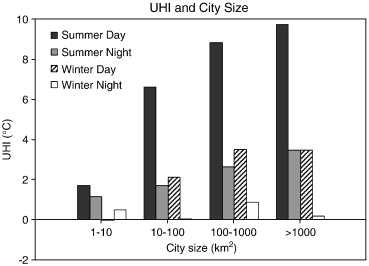 UHI and City Size
10
8
6
4
2
0
-2
UHI (°C)
Summer Day
Summer Night
Winter Day
Winter Night
1-10 10-100 100-1000 >1000
City size (km²)